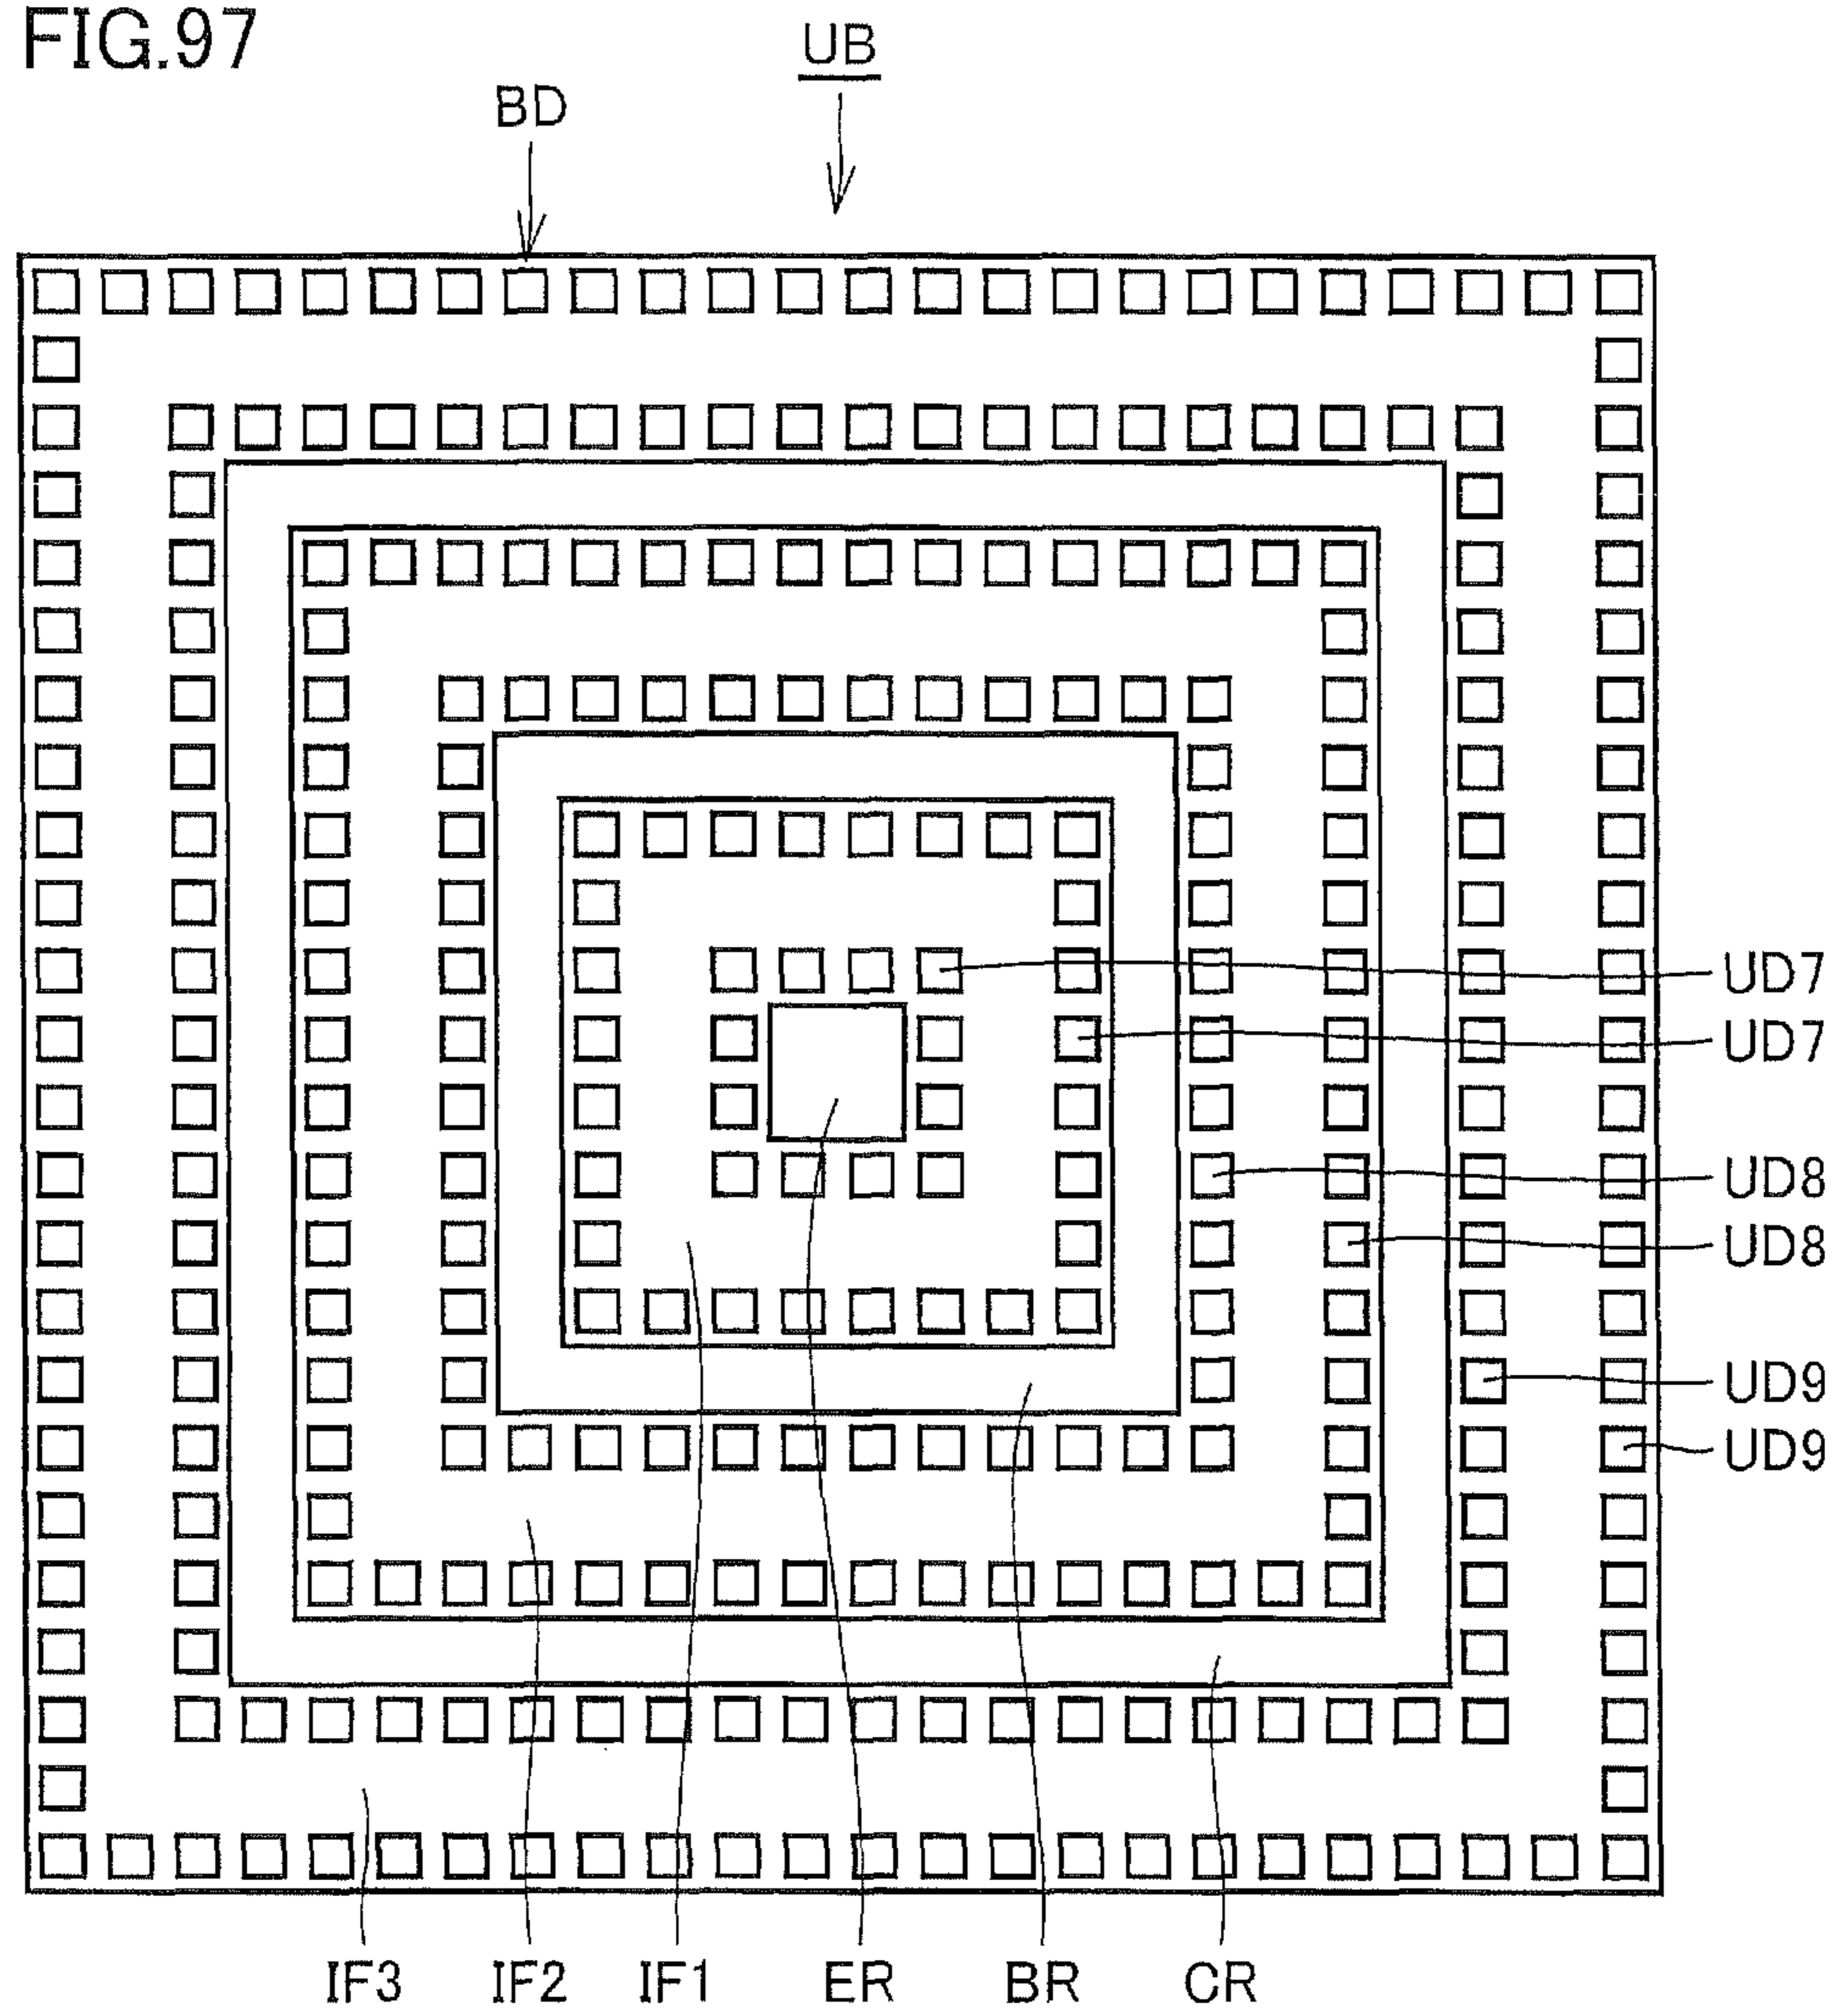 FIG.97
UB
BD
UD7
UD7
UD8
UD8
UD9
UD9
IF3 IF2 IF1 ER BR CR